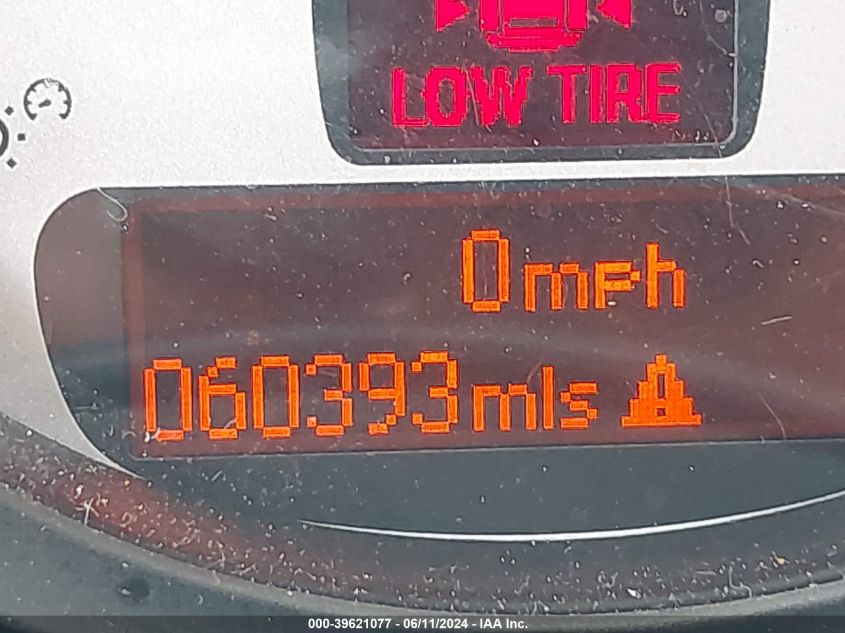 LOW TIRE
0 mph
060393 mls
000-39621077 - 06/11/2024 - IAA Inc.